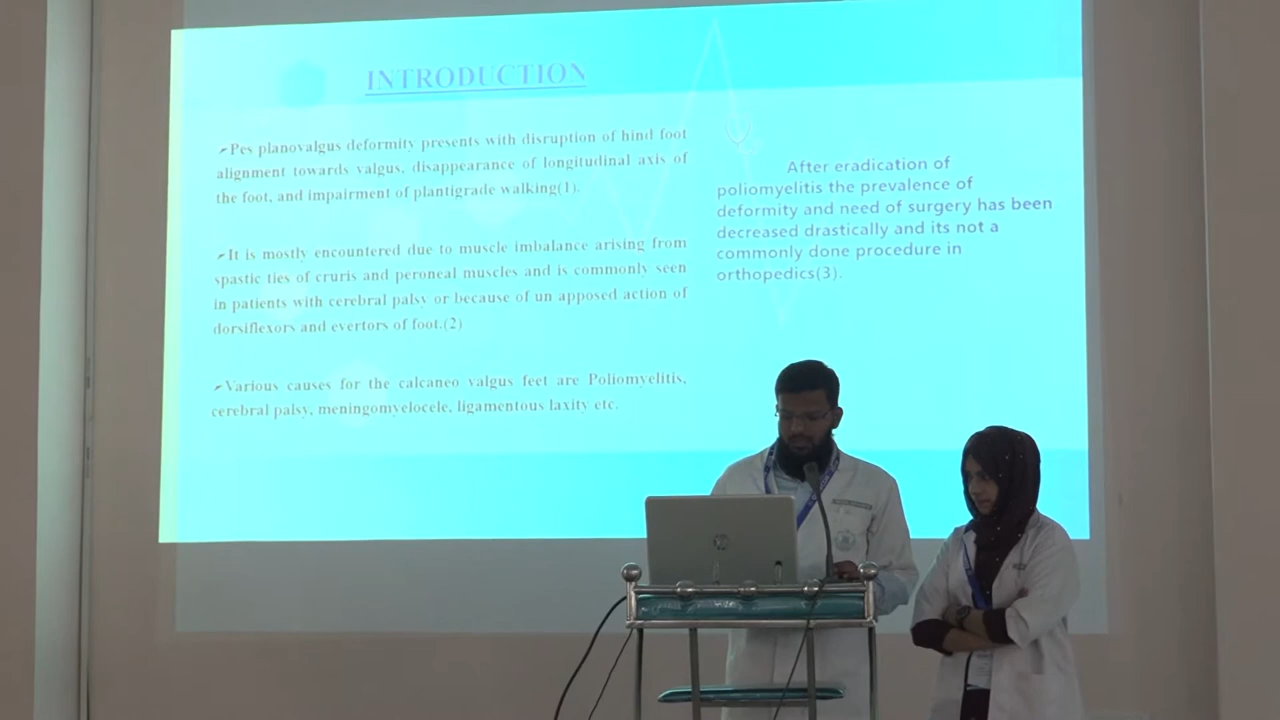 INTRODUCTION
➢Pes planovalgus deformity presents with disruption of hind foot
alignment towards valgus, disappearance of longitudinal axis of
the foot, and impairment of plantigrade walking(1).
➢It is mostly encountered due to muscle imbalance arising from
spastic ties of cruris and peroneal muscles and is commonly seen
in patients with cerebral palsy or because of un apposed action of
dorsiflexors and evertors of foot.(2)
➢Various causes for the calcaneo valgus feet are Poliomyelitis,
cerebral palsy, meningomyelocele, ligamentous laxity etc.
After eradication of
poliomyelitis the prevalence of
deformity and need of surgery has been
decreased drastically and its not a
commonly done procedure in
orthopedics(3).